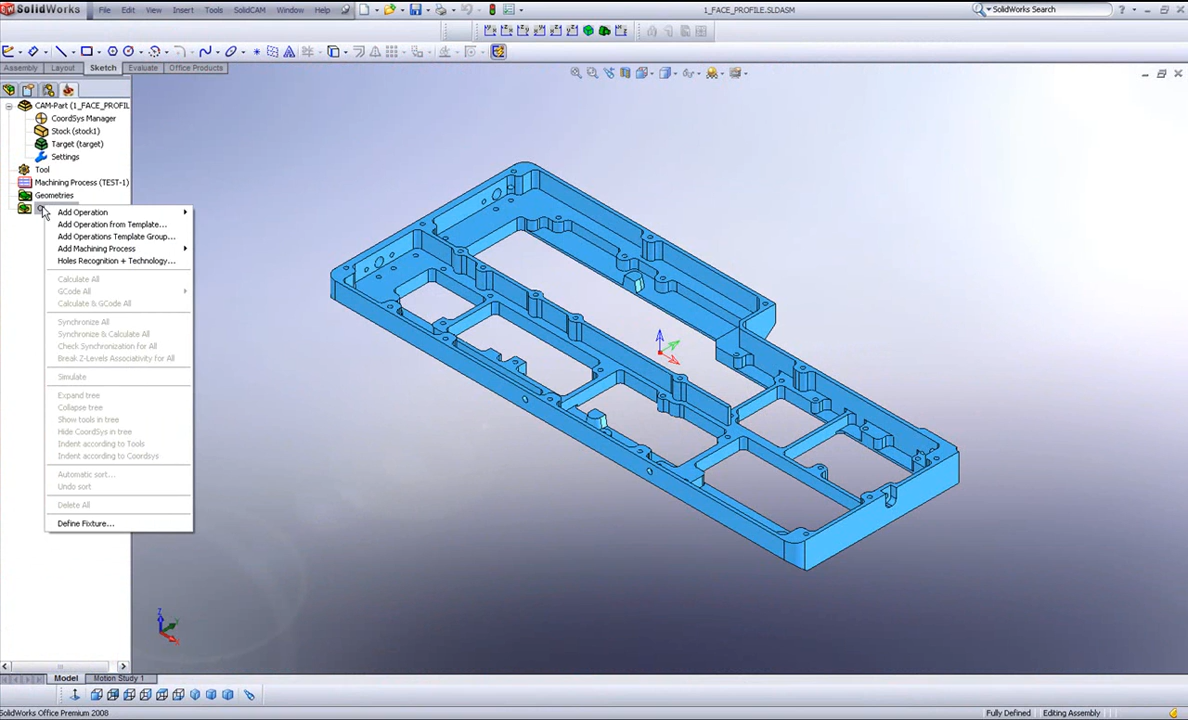 SolidWorks File Edit View Insert Tools SolidCAM Window Help 1_FACE_PROFILE.SLDASM SolidWorks Search
Assembly Layout Sketch Evaluate Office Products
CAM-Part (1_FACE_PROFIL
CoordSys Manager
Stock (stock1)
Target (target)
Settings
Tool
Machining Process (TEST-1)
Geometries
Add Operation
Add Operation from Template...
Add Operations Template Group...
Add Machining Process
Holes Recognition + Technology...
Calculate All
GCode All
Calculate & GCode All
Synchronize All
Synchronize & Calculate All
Check Synchronization for All
Break Z-Levels Associativity for All
Simulate
Expand tree
Collapse tree
Show tools in tree
Hide CoordSys in tree
Indent according to Tools
Indent according to Coordsys
Automatic sort...
Undo sort
Delete All
Define Fixture...
Z
Model Motion Study 1
SolidWorks Office Premium 2008 Fully Defined Editing Assembly